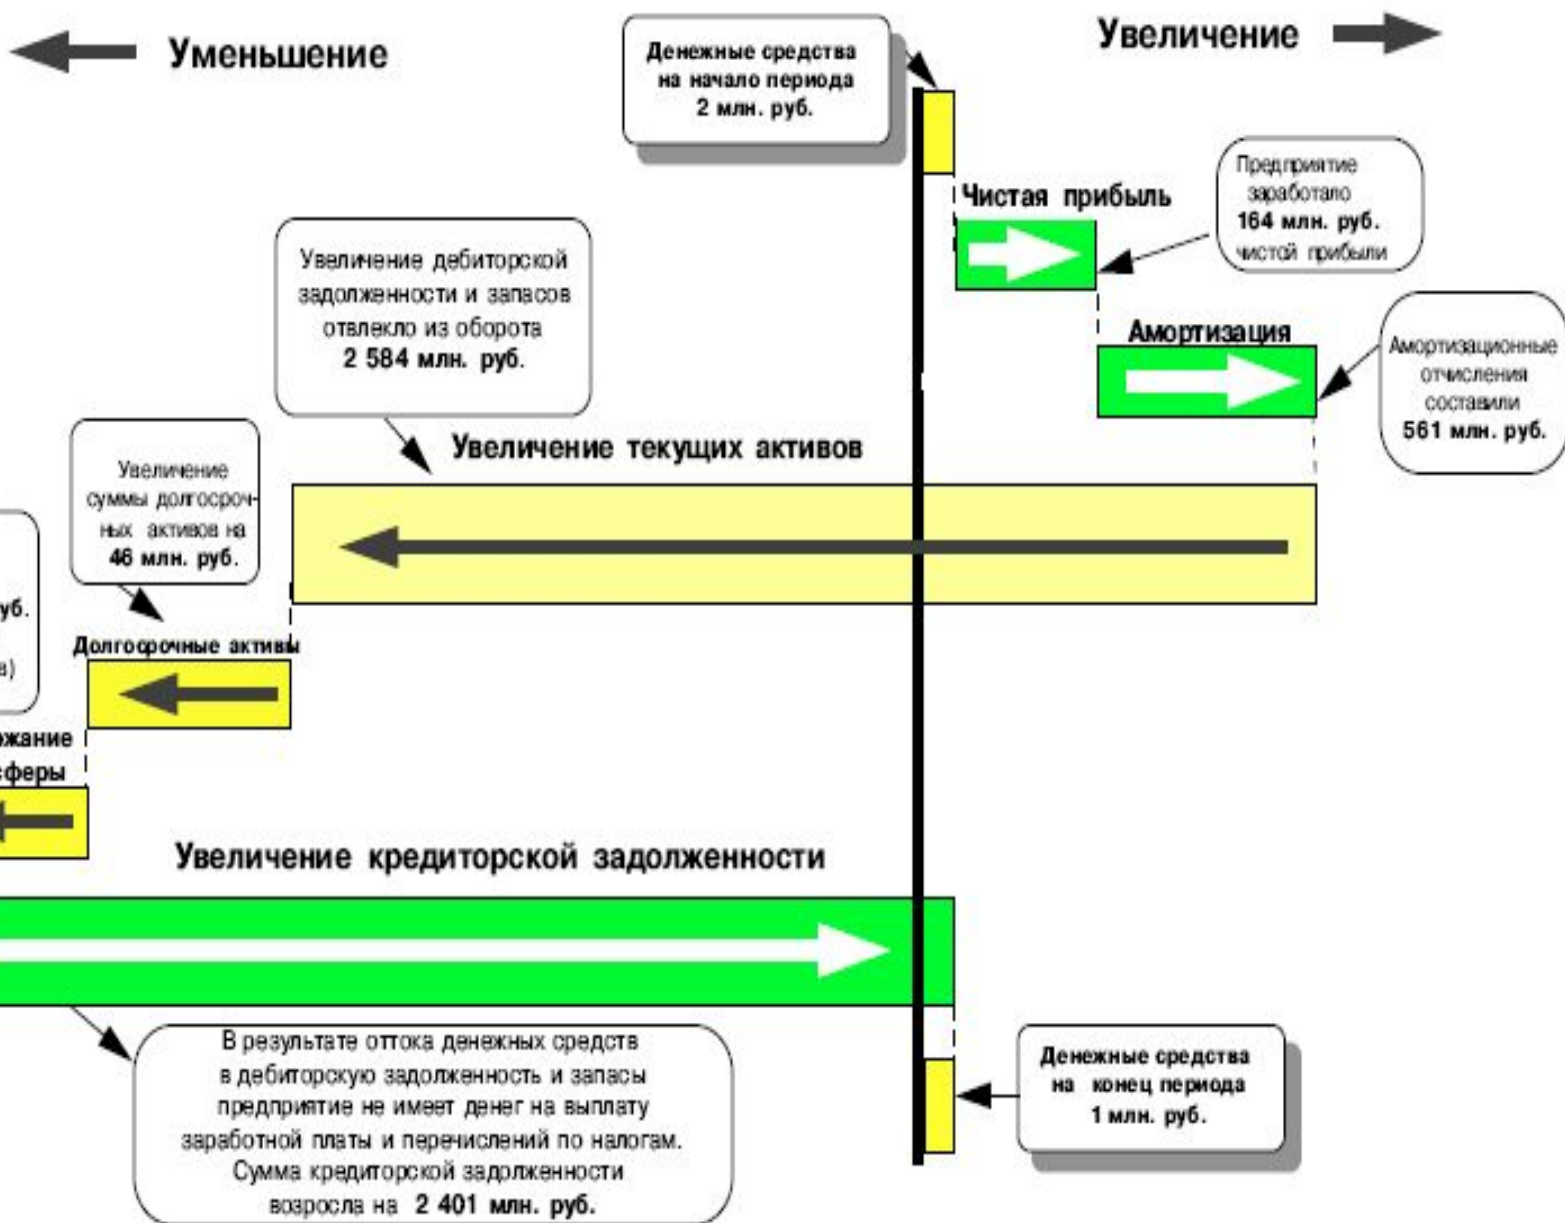 Уменьшение
Увеличение
Денежные средства
на начало периода
2 млн. руб.
Чистая прибыль
Предприятие
заработало
164 млн. руб.
чистой прибыли
Увеличение дебиторской
задолженности и запасов
отвлекло из оборота
2 584 млн. руб.
Амортизация
Амортизационные
отчисления
составили
561 млн. руб.
Увеличение текущих активов
Увеличение
суммы долгосроч-
ных активов на
46 млн. руб.
уб.
в)
Долгосрочные активы
жание
сферы
Увеличение кредиторской задолженности
В результате оттока денежных средств
в дебиторскую задолженность и запасы
предприятие не имеет денег на выплату
заработной платы и перечислений по налогам.
Сумма кредиторской задолженности
возросла на 2 401 млн. руб.
Денежные средства
на конец периода
1 млн. руб.